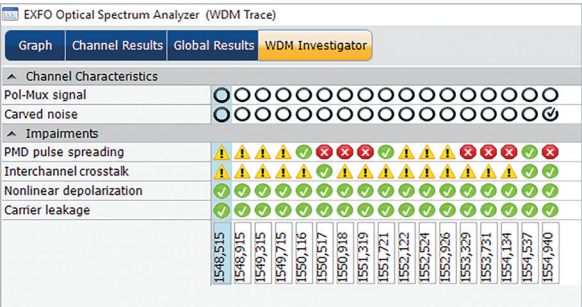 EXFO Optical Spectrum Analyzer (WDM Trace)
Graph Channel Results Global Results WDM Investigator
Channel Characteristics
Pol-Mux signal
Carved noise
Impairments
PMD pulse spreading
Interchannel crosstalk
Nonlinear depolarization
Carrier leakage
1548,515 1548,915 1549,315 1549,715 1550,116 1550,517 1550,918 1551,319 1551,721 1552,122 1552,524 1552,926 1553,329 1553,731 1554,134 1554,537 1554,940